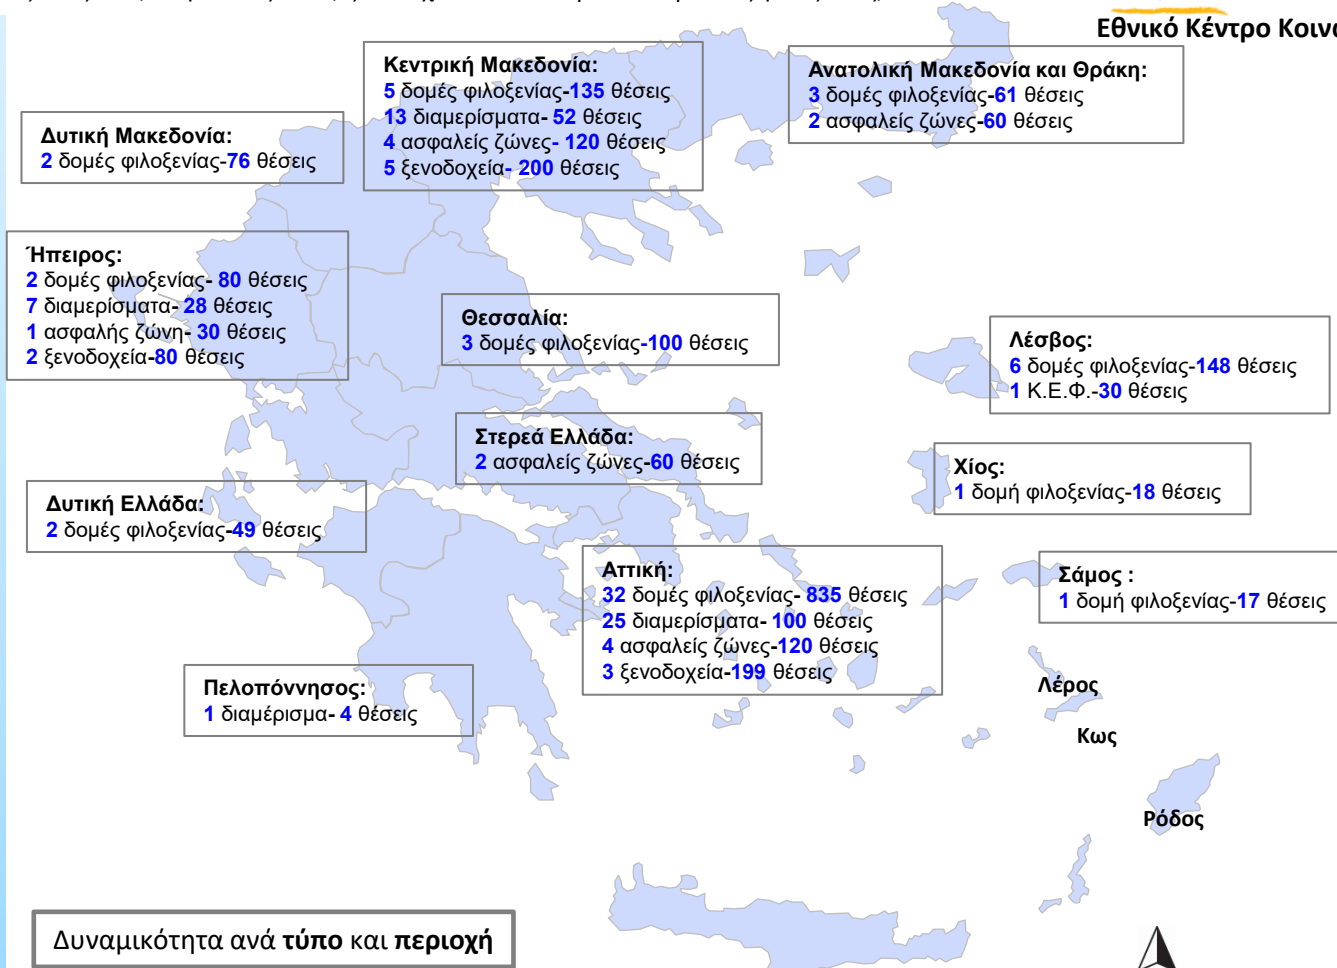 Εθνικό Κέντρο
Κεντρική Μακεδονία:
5 δομές φιλοξενίας-135 θέσεις
13 διαμερίσματα- 52 θέσεις
4 ασφαλείς ζώνες- 120 θέσεις
5 ξενοδοχεία- 200 θέσεις
Ανατολική Μακεδονία και Θράκη:
3 δομές φιλοξενίας-61 θέσεις
2 ασφαλείς ζώνες-60 θέσεις
Δυτική Μακεδονία:
2 δομές φιλοξενίας-76 θέσεις
Ήπειρος:
2 δομές φιλοξενίας- 80 θέσεις
7 διαμερίσματα- 28 θέσεις
1 ασφαλής ζώνη- 30 θέσεις
2 ξενοδοχεία-80 θέσεις
Θεσσαλία:
3 δομές φιλοξενίας-100 θέσεις
Λέσβος:
6 δομές φιλοξενίας-148 θέσεις
1 Κ.Ε.Φ.-30 θέσεις
Στερεά Ελλάδα:
2 ασφαλείς ζώνες-60 θέσεις
Χίος:
1 δομή φιλοξενίας-18 θέσεις
Δυτική Ελλάδα:
2 δομές φιλοξενίας-49 θέσεις
Αττική:
32 δομές φιλοξενίας- 835 θέσεις
25 διαμερίσματα- 100 θέσεις
4 ασφαλείς ζώνες-120 θέσεις
3 ξενοδοχεία-199 θέσεις
Σάμος :
1 δομή φιλοξενίας-17 θέσεις
Πελοπόννησος:
1 διαμέρισμα- 4 θέσεις
Λέρος
Κως
Ρόδος
Δυναμικότητα ανά τύπο και περιοχή